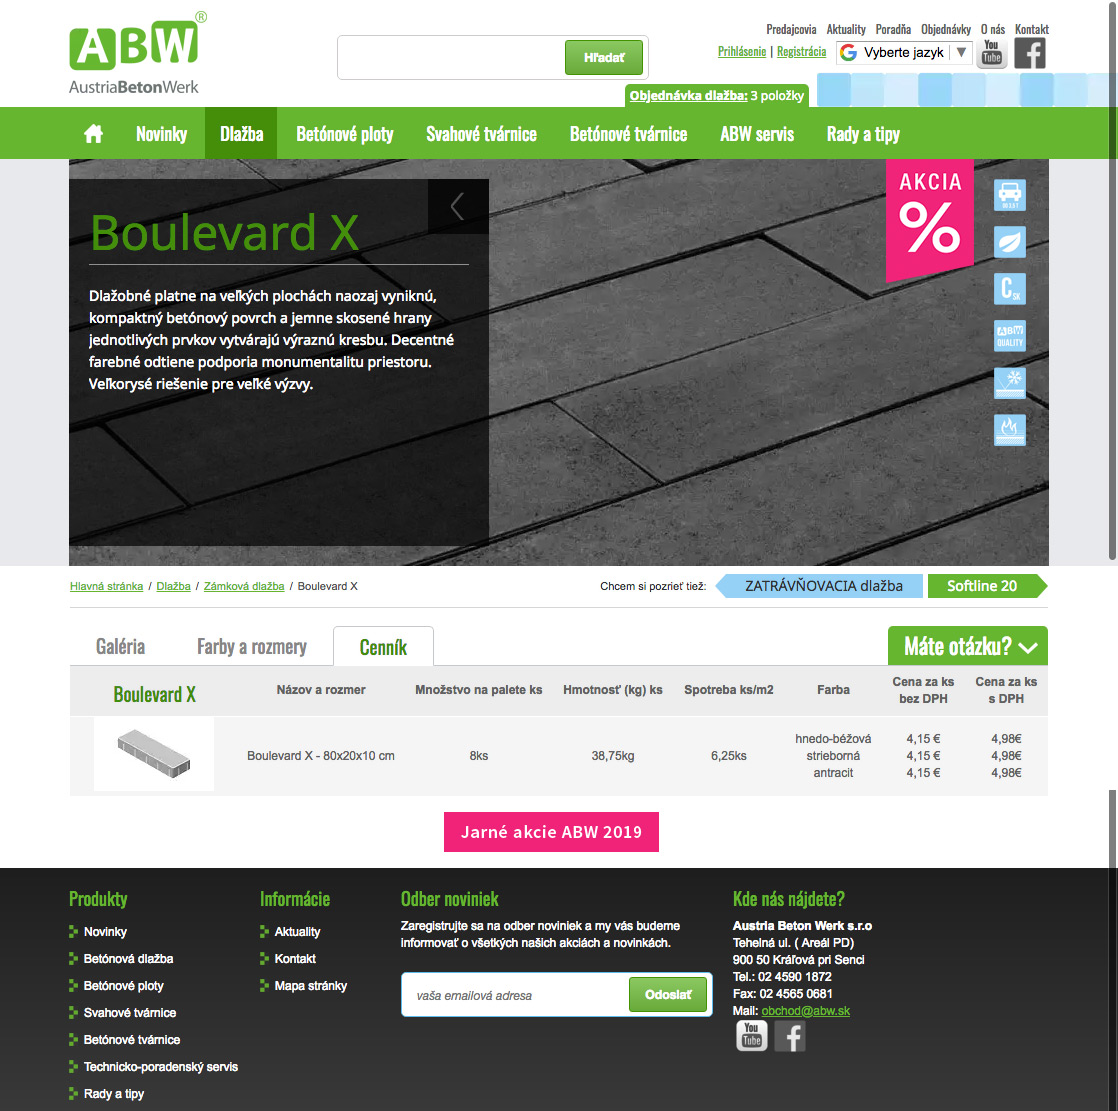 ABW®
AustriaBetonWerk
Hľadať
Predajcovia Aktuality Poradňa Objednávky O nás Kontakt
Prihlásenie | Registrácia
Vyberte jazyk ▼
You Tube
Objednávka dlažba: 3 položky
Novinky Dlažba Betónové ploty Svahové tvárnice Betónové tvárnice ABW servis Rady a tipy
AKCIA
%
Boulevard X
Dlažobné platne na veľkých plochách naozaj vyniknú,
kompaktný betónový povrch a jemne skosené hrany
jednotlivých prvkov vytvárajú výraznú kresbu. Decentné
farebné odtiene podporia monumentalitu priestoru.
Veľkorysé riešenie pre veľké výzvy.
C SK
ABW
QUALITY
Hlavná stránka / Dlažba / Zámková dlažba / Boulevard X
Chcem si pozrieť tiež:
ZATRÁVŇOVACIA dlažba
Softline 20
Galéria Farby a rozmery Cenník
Máte otázku?
Boulevard X Názov a rozmer Množstvo na palete ks Hmotnosť (kg) ks Spotreba ks/m2 Farba Cena za ks bez DPH Cena za ks s DPH
Boulevard X - 80x20x10 cm 8ks 38,75kg 6,25ks
hnedo-béžová 4,15 € 4,98€
strieborná 4,15 € 4,98€
antracit 4,15 € 4,98€
Jarné akcie ABW 2019
Produkty
Novinky
Betónová dlažba
Betónové ploty
Svahové tvárnice
Betónové tvárnice
Technicko-poradenský servis
Rady a tipy
Informácie
Aktuality
Kontakt
Mapa stránky
Odber noviniek
Zaregistrujte sa na odber noviniek a my vás budeme
informovať o všetkých našich akciách a novinkách.
vaša emailová adresa
Odoslať
Kde nás nájdete?
Austria Beton Werk s.r.o
Tehelná ul. ( Areál PD)
900 50 Kráľová pri Senci
Tel.: 02 4590 1872
Fax: 02 4565 0681
Mail: obchod@abw.sk
You Tube